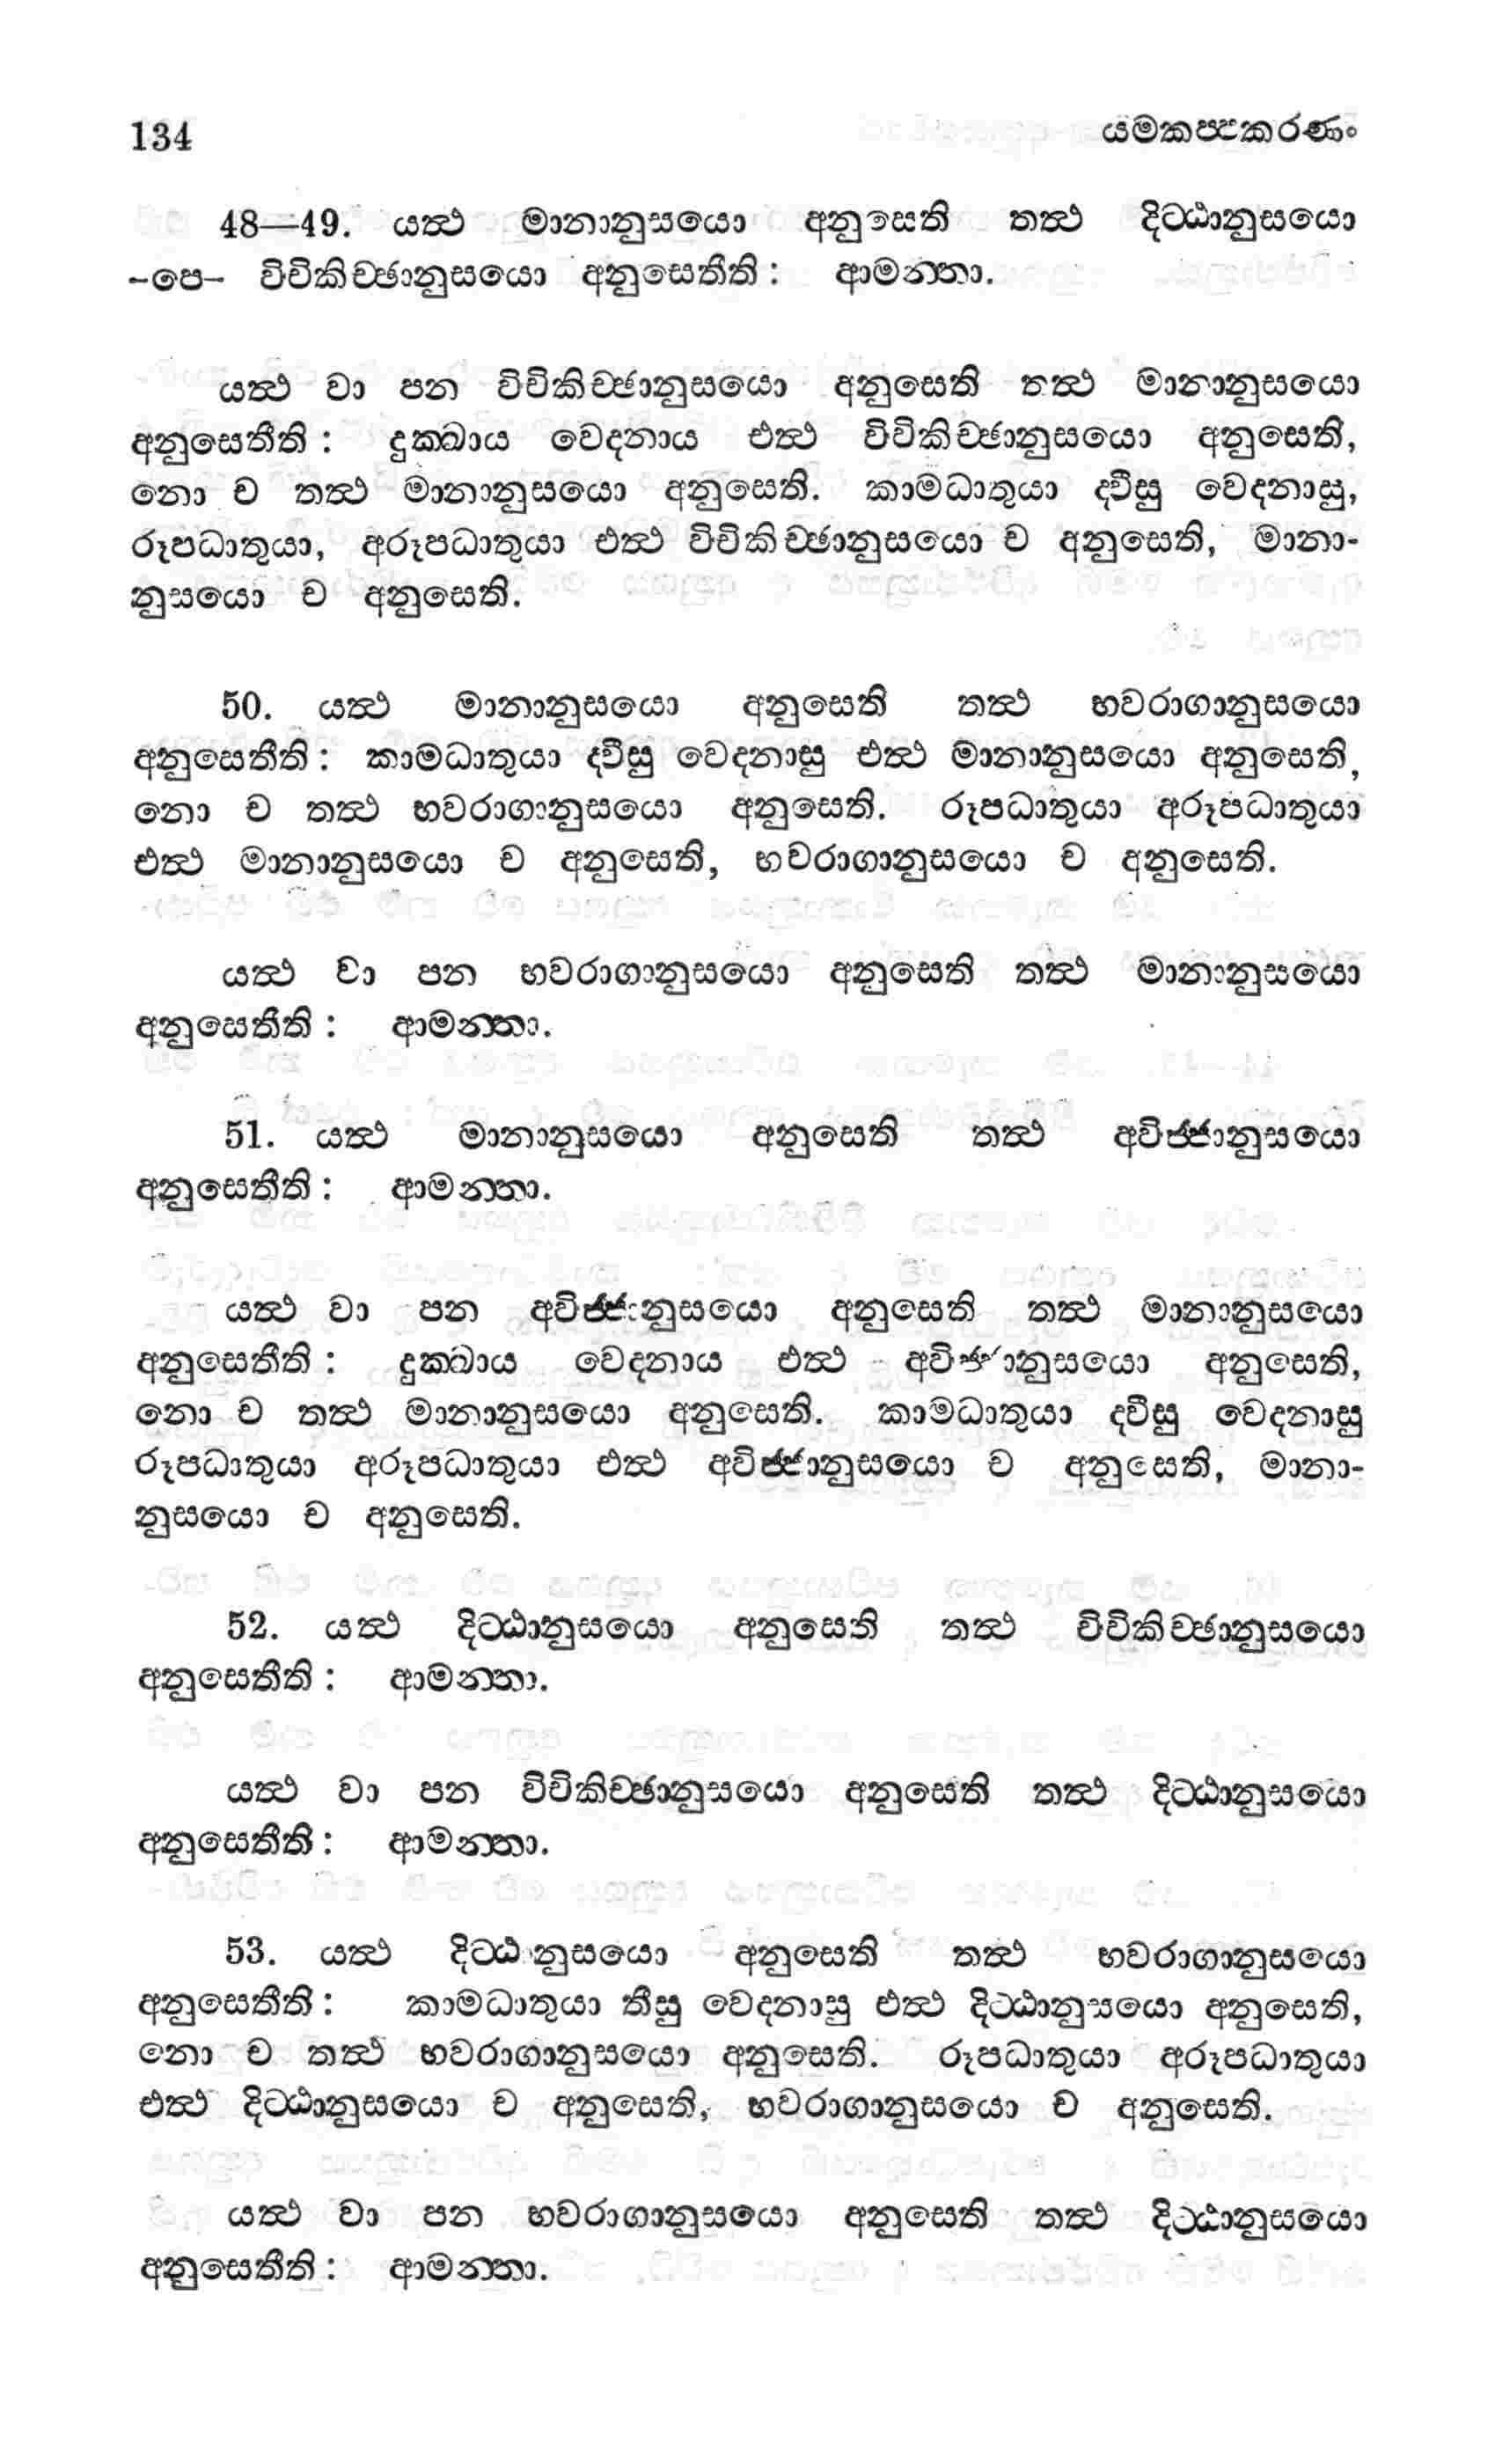 134 යමකප්පකරණං
48—49. යත්ථ මානානුසයො අනුසෙති තත්ථ දිට්ඨානුසයො
-පෙ- විචිකිච්ඡානුසයො අනුසෙතීති : ආමන්තා.
යත්ථ වා පන විචිකිච්ඡානුසයො අනුසෙති තත්ථ මානානුසයො
අනුසෙතීති : දුක්ඛාය වෙදනාය එත්ථ විචිකිච්ඡානුසයො අනුසෙති,
නො ච තත්ථ මානානුසයො අනුසෙති. කාමධාතුයා ද්වීසු වෙදනාසු,
රූපධාතුයා, අරූපධාතුයා එත්ථ විචිකිච්ඡානුසයො ච අනුසෙති, මානා-
නුසයො ච අනුසෙති.
50. යත්ථ මානානුසයො අනුසෙති තත්ථ භවරාගානුසයො
අනුසෙතීති : කාමධාතුයා ද්වීසු වෙදනාසු එත්ථ මානානුසයො අනුසෙති,
නො ච තත්ථ භවරාගානුසයො අනුසෙති. රූපධාතුයා අරූපධාතුයා
එත්ථ මානානුසයො ච අනුසෙති, භවරාගානුසයො ච අනුසෙති.
යත්ථ වා පන භවරාගානුසයො අනුසෙති තත්ථ මානානුසයො
අනුසෙතීති : ආමන්තා.
51. යත්ථ මානානුසයො අනුසෙති තත්ථ අවිජ්ජානුසයො
අනුසෙතීති : ආමන්තා.
යත්ථ වා පන අවිජ්ජානුසයො අනුසෙති තත්ථ මානානුසයො
අනුසෙතීති : දුක්ඛාය වෙදනාය එත්ථ අවිජ්ජානුසයො අනුසෙති,
නො ච තත්ථ මානානුසයො අනුසෙති. කාමධාතුයා ද්වීසු වෙදනාසු
රූපධාතුයා අරූපධාතුයා එත්ථ අවිජ්ජානුසයො ච අනුසෙති, මානා-
නුසයො ච අනුසෙති.
52. යත්ථ දිට්ඨානුසයො අනුසෙති තත්ථ විචිකිච්ඡානුසයො
අනුසෙතීති : ආමන්තා.
යත්ථ වා පන විචිකිච්ඡානුසයො අනුසෙති තත්ථ දිට්ඨානුසයො
අනුසෙතීති : ආමන්තා.
53. යත්ථ දිට්ඨානුසයො අනුසෙති තත්ථ භවරාගානුසයො
අනුසෙතීති : කාමධාතුයා තීසු වෙදනාසු එත්ථ දිට්ඨානුසයො අනුසෙති,
නො ච තත්ථ භවරාගානුසයො අනුසෙති. රූපධාතුයා අරූපධාතුයා
එත්ථ දිට්ඨානුසයො ච අනුසෙති, භවරාගානුසයො ච අනුසෙති.
යත්ථ වා පන භවරාගානුසයො අනුසෙති තත්ථ දිට්ඨානුසයො
අනුසෙතීති : ආමන්තා.